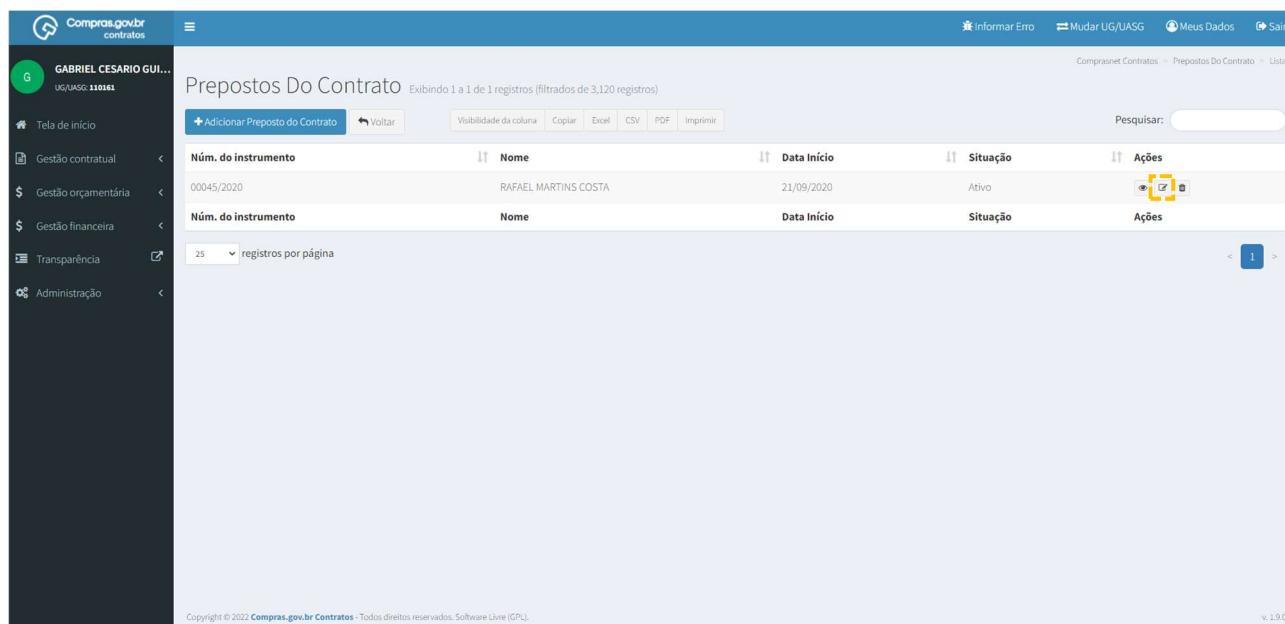 Compras.gov.br
contratos
Informar Erro Mudar UG/UASG Meus Dados Sair
G
GABRIEL CESARIO GUI...
UG/UASG: 110161
Tela de início
Gestão contratual
Gestão orçamentária
Gestão financeira
Transparência
Administração
Comprasnet Contratos > Prepostos Do Contrato > Lista
Prepostos Do Contrato Exibindo 1 a 1 de 1 registros (filtrados de 3,120 registros)
+ Adicionar Preposto do Contrato Voltar Visibilidade da coluna Copiar Excel CSV PDF Imprimir Pesquisar:
Núm. do instrumento Nome Data Início Situação Ações
00045/2020 RAFAEL MARTINS COSTA 21/09/2020 Ativo
Núm. do instrumento Nome Data Início Situação Ações
25 registros por página < 1 >
Copyright © 2022 Compras.gov.br Contratos - Todos direitos reservados. Software Livre (GPL). v. 1.9.0